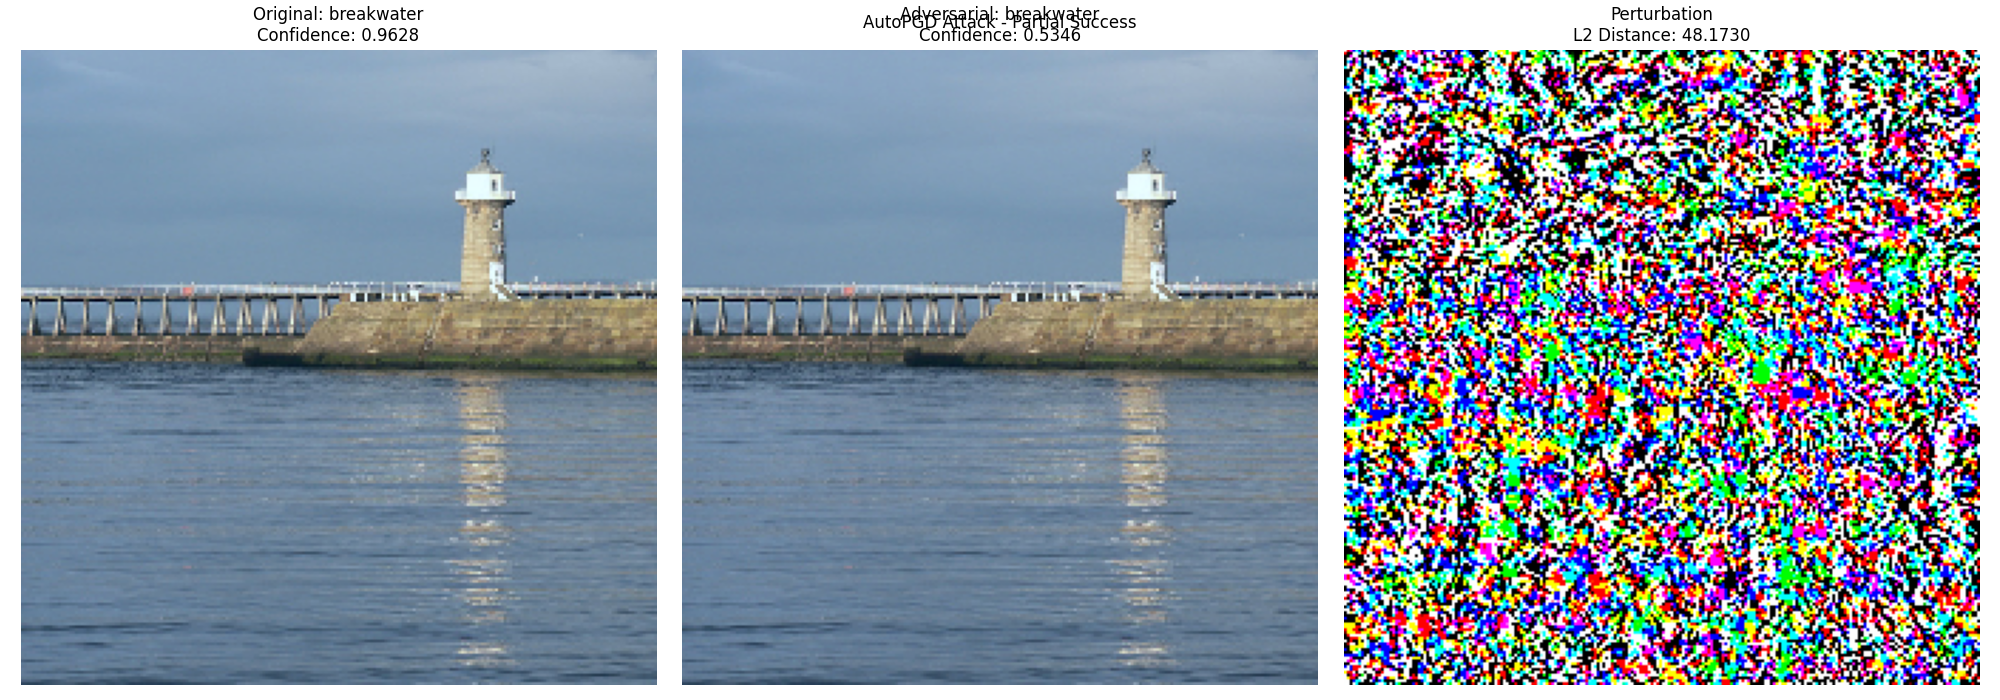 Original: breakwater
Confidence: 0.9628
AutoPGD Attack - Partial Success
Adversarial: breakwater
Confidence: 0.5346
Perturbation
L2 Distance: 48.1730